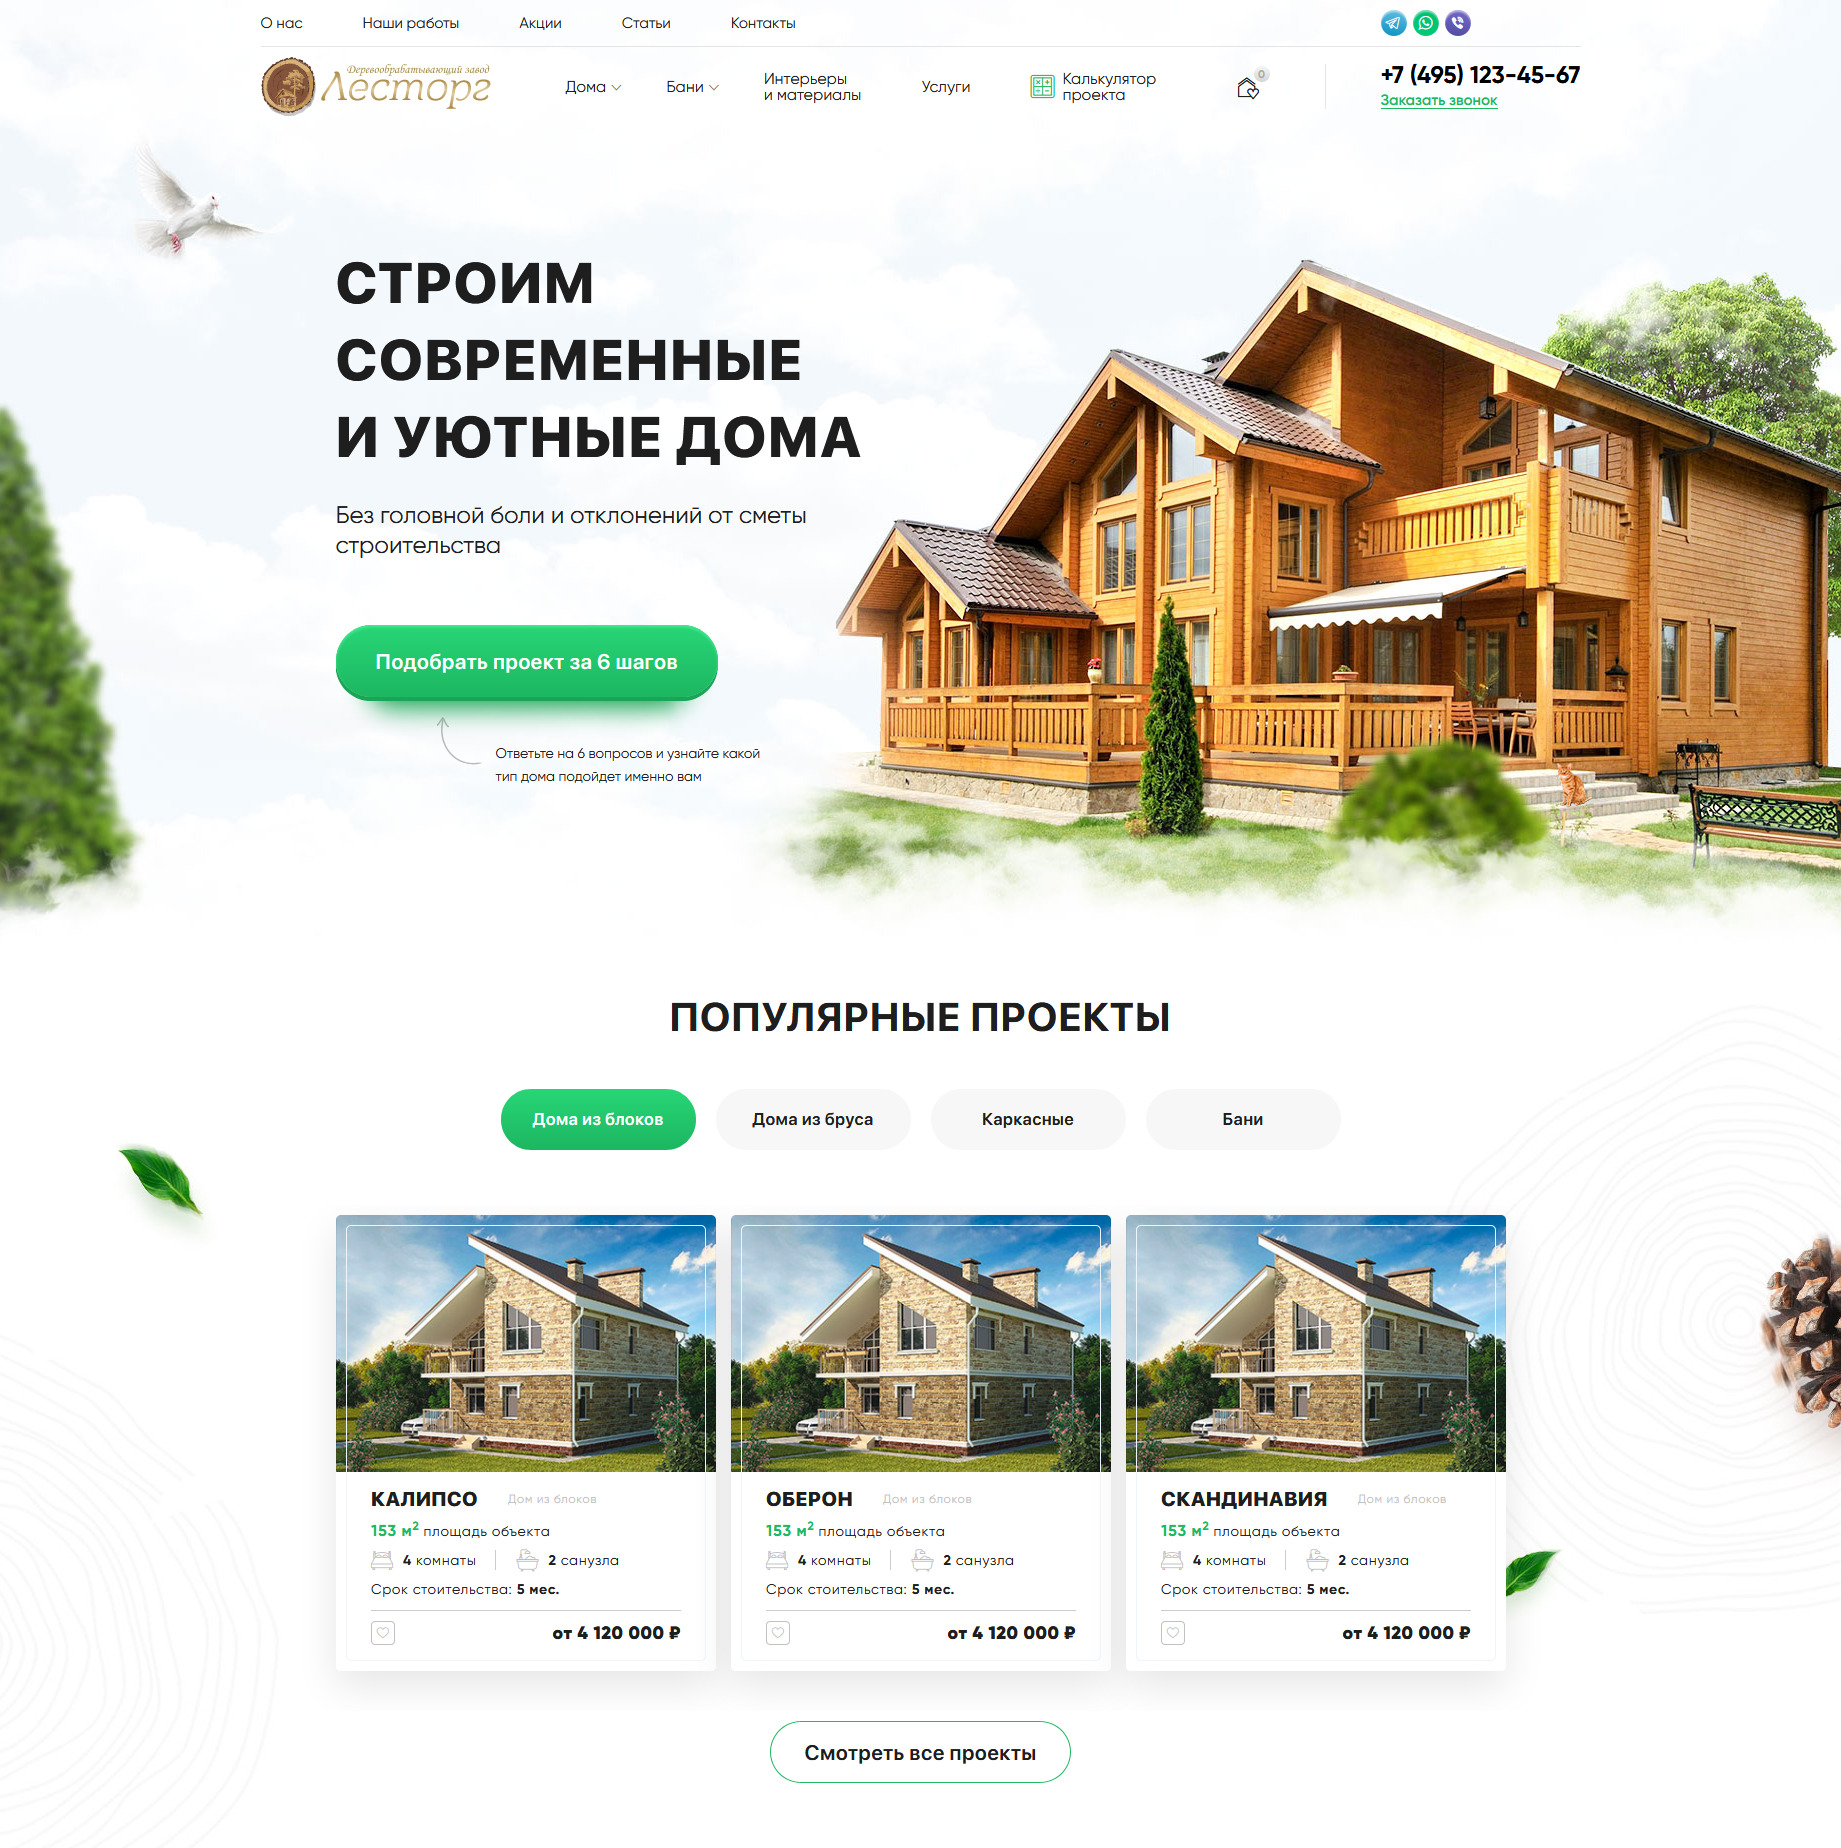 О нас
Наши работы
Акции
Статьи
Контакты
Деревообрабатывающий завод
Лесторг
Дома
Бани
Интерьеры
и материалы
Услуги
Калькулятор
проекта
0
+7 (495) 123-45-67
Заказать звонок
СТРОИМ
СОВРЕМЕННЫЕ
И УЮТНЫЕ ДОМА
Без головной боли и отклонений от сметы
строительства
Подобрать проект за 6 шагов
Ответьте на 6 вопросов и узнайте какой
тип дома подойдет именно вам
ПОПУЛЯРНЫЕ ПРОЕКТЫ
Дома из блоков
Дома из бруса
Каркасные
Бани
КАЛИПСО Дом из блоков
153 м² площадь объекта
4 комнаты 2 санузла
Срок стоительства: 5 мес.
от 4 120 000 ₽
ОБЕРОН Дом из блоков
153 м² площадь объекта
4 комнаты 2 санузла
Срок стоительства: 5 мес.
от 4 120 000 ₽
СКАНДИНАВИЯ Дом из блоков
153 м² площадь объекта
4 комнаты 2 санузла
Срок стоительства: 5 мес.
от 4 120 000 ₽
Смотреть все проекты